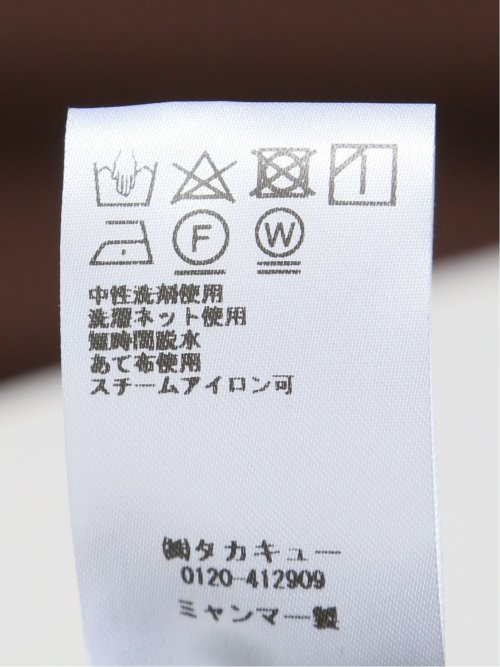 F W
中性洗剤使用
洗濯ネット使用
短時間脱水
あて布使用
スチームアイロン可
㈱タカキュー
0120-412909
ミャンマー製